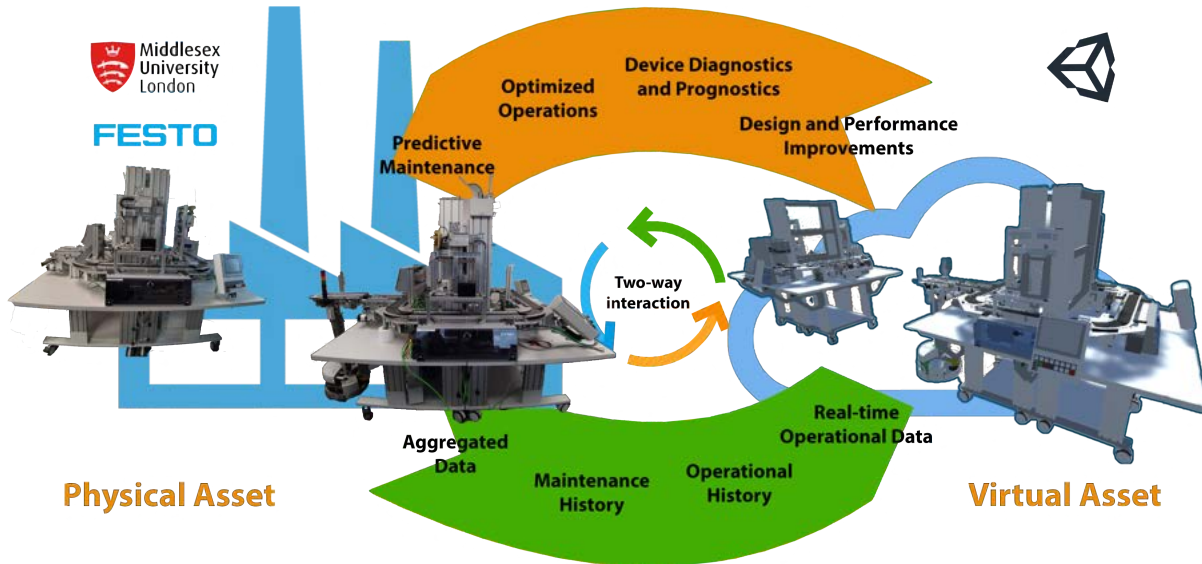 Middlesex
University
London
FESTO
Optimized
Operations
Device Diagnostics
and Prognostics
Predictive
Maintenance
Design and Performance
Improvements
Two-way
interaction
Aggregated
Data
Maintenance
History
Operational
History
Real-time
Operational Data
Physical Asset
Virtual Asset